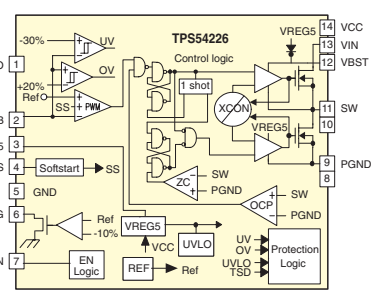 TPS54226
Control logic
-30%
UV
OV
+20%
Ref
SS
PWM
1 shot
XCON
VREG5
VREG5
14 VCC
13 VIN
12 VBST
11 SW
10
9 PGND
8
1
2
3
4
5 GND
6
7
Softstart
SS
ZC
SW
PGND
OCP
SW
PGND
Ref
-10%
VREG5
VCC
UVLO
EN
Logic
REF
Ref
UV
OV
UVLO
TSD
Protection
Logic